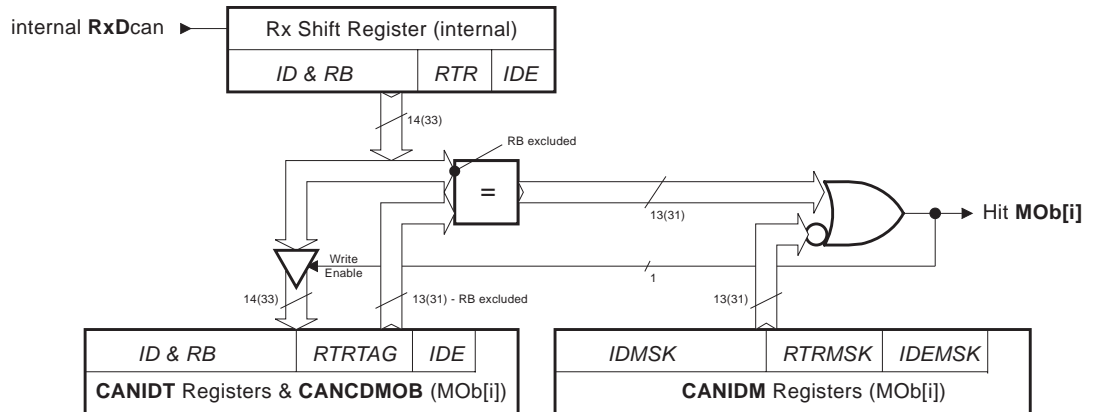 internal RxDcan
Rx Shift Register (internal)
ID & RB RTR IDE
14(33)
RB excluded
=
13(31)
Hit MOb[i]
Write
Enable
1
14(33)
13(31) - RB excluded
13(31)
ID & RB RTRTAG IDE
CANIDT Registers & CANCDMOB (MOb[i])
IDMSK RTRMSK IDEMSK
CANIDM Registers (MOb[i])